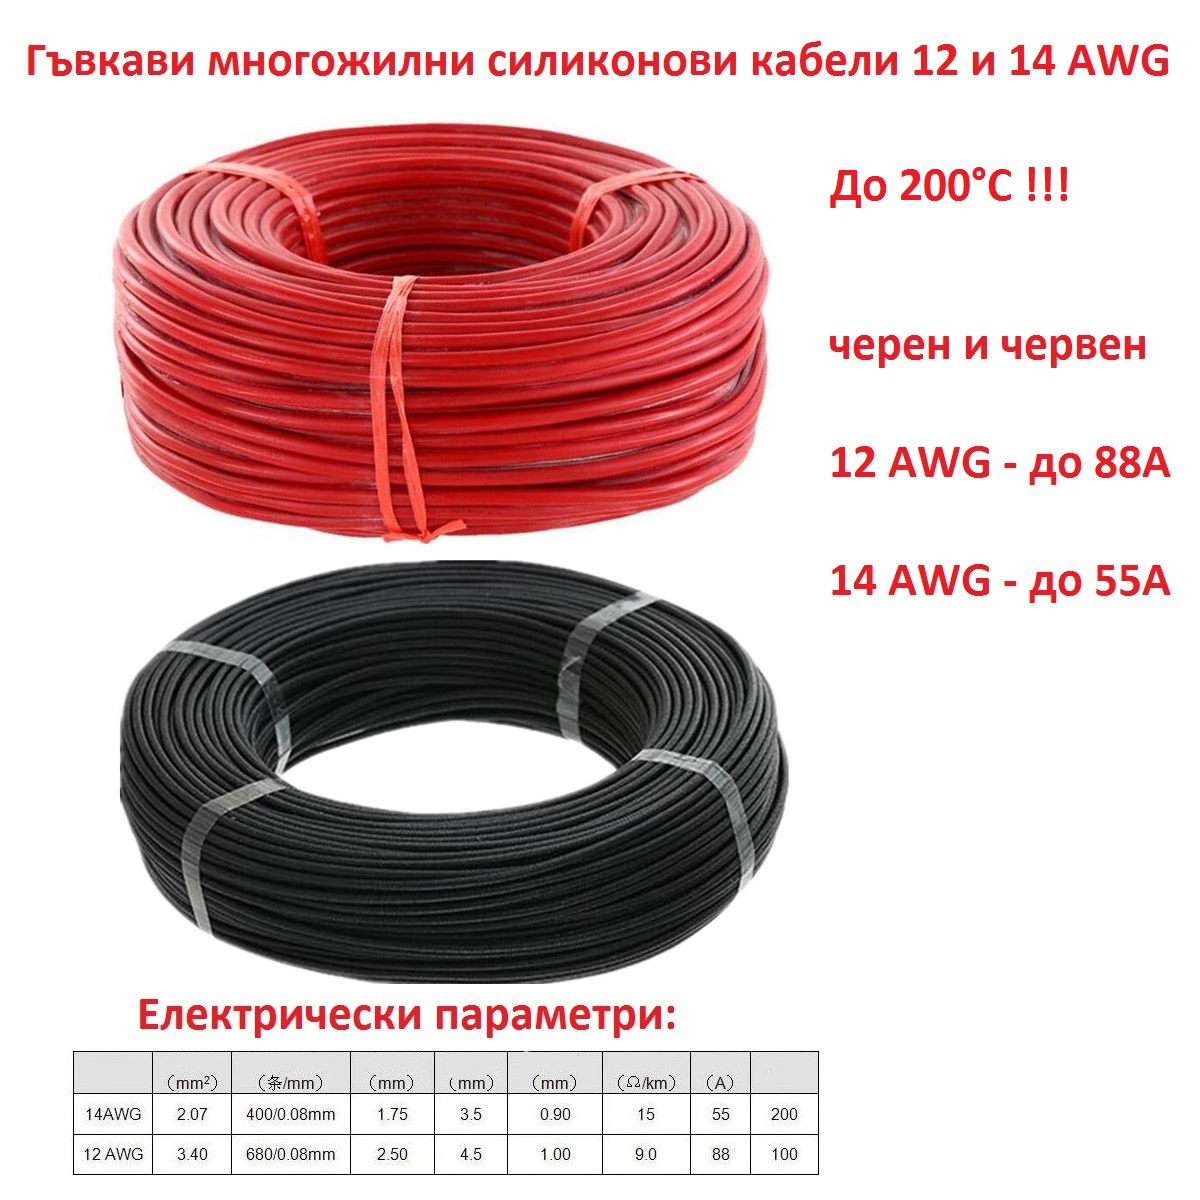 Гъвкави многожилни силиконови кабели 12 и 14 AWG
До 200°C !!!
черен и червен
12 AWG - до 88А
14 AWG - до 55А
Електрически параметри:
(mm²) (条/mm) (mm) (mm) (mm) (Ω/km) (A)
14AWG 2.07 400/0.08mm 1.75 3.5 0.90 15 55 200
12 AWG 3.40 680/0.08mm 2.50 4.5 1.00 9.0 88 100